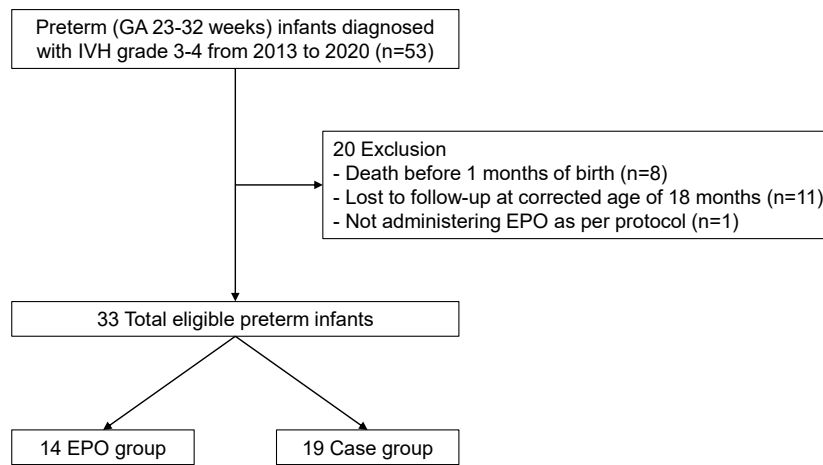 Preterm (GA 23-32 weeks) infants diagnosed
with IVH grade 3-4 from 2013 to 2020 (n=53)
20 Exclusion
- Death before 1 months of birth (n=8)
- Lost to follow-up at corrected age of 18 months (n=11)
- Not administering EPO as per protocol (n=1)
33 Total eligible preterm infants
14 EPO group
19 Case group